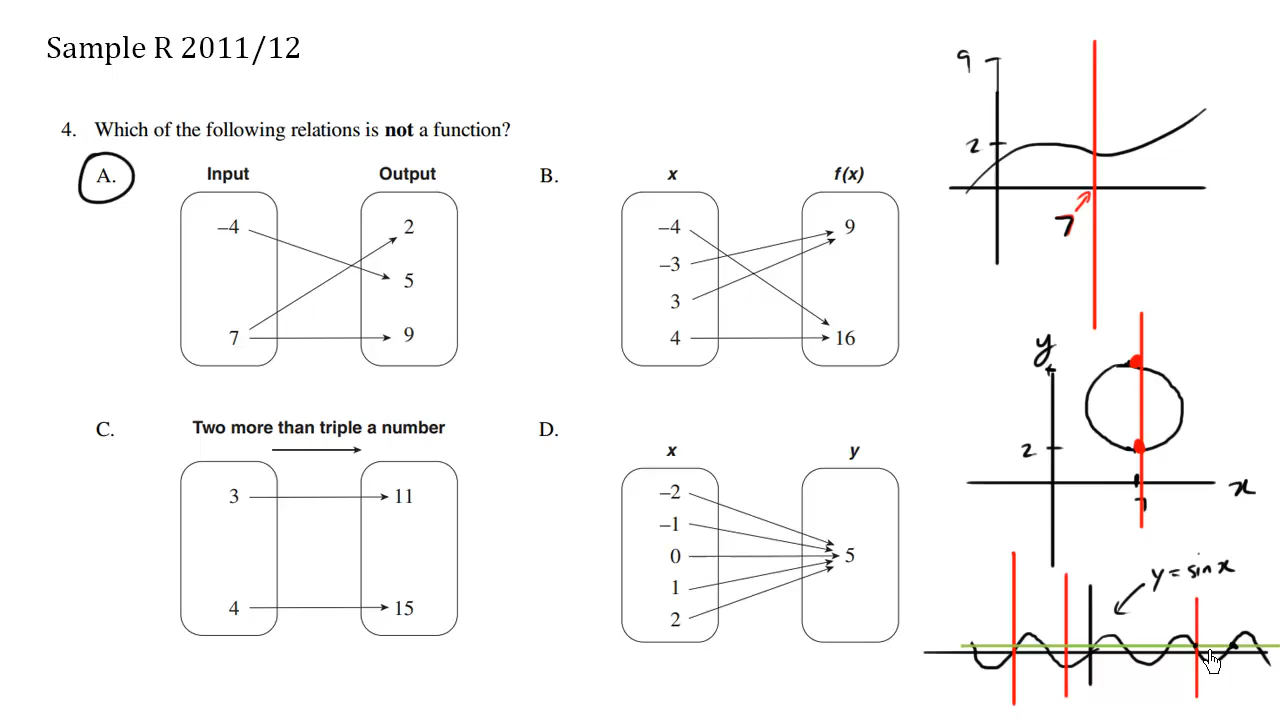 Sample R 2011/12
4. Which of the following relations is not a function?
A.
Input Output
–4
7
2
5
9
B.
x f(x)
–4
–3
3
4
9
16
C.
Two more than triple a number
3 11
4 15
D.
x y
–2
–1
0
1
2
5
9
2
7
y
2
7
x
y = sin x